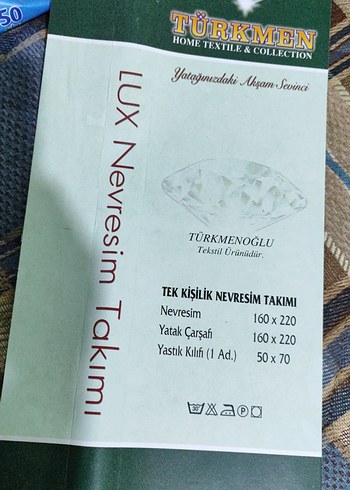 50
TÜRKMEN
HOME TEXTILE & COLLECTION
Yatağınızdaki Akşam Sevinci
LUX Nevresim Takımı
TÜRKMENOĞLU
Tekstil Ürünüdür.
TEK KİŞİLİK NEVRESİM TAKIMI
Nevresim 160 x 220
Yatak Çarşafı 160 x 220
Yastık Kılıfı (1 Ad.) 50 x 70